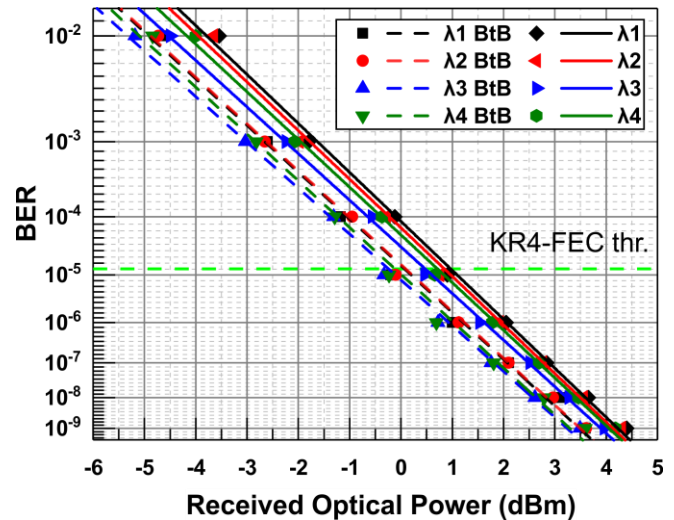 λ1 BtB λ1
λ2 BtB λ2
λ3 BtB λ3
λ4 BtB λ4
KR4-FEC thr.
BER
10-2
10-3
10-4
10-5
10-6
10-7
10-8
10-9
-6 -5 -4 -3 -2 -1 0 1 2 3 4 5
Received Optical Power (dBm)